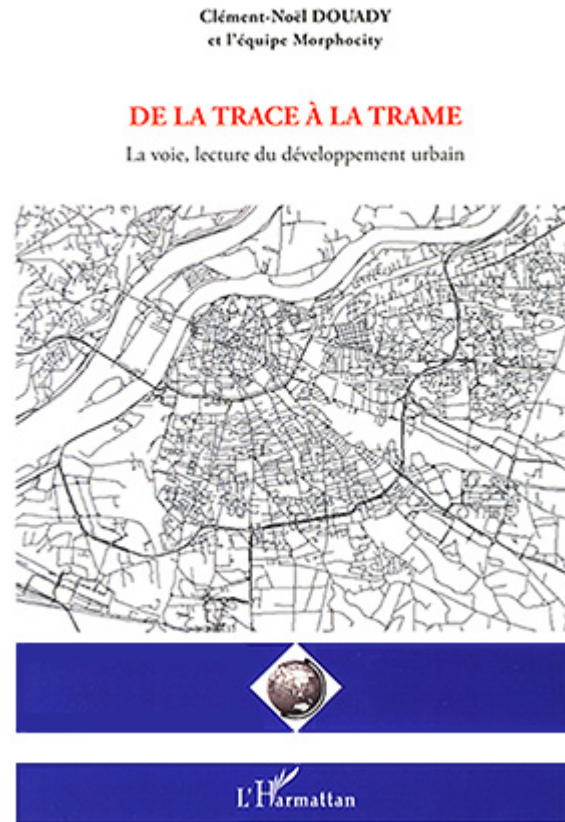 Clément-Noël DOUADY
et l'équipe Morphocity
DE LA TRACE À LA TRAME
La voie, lecture du développement urbain
L'Harmattan